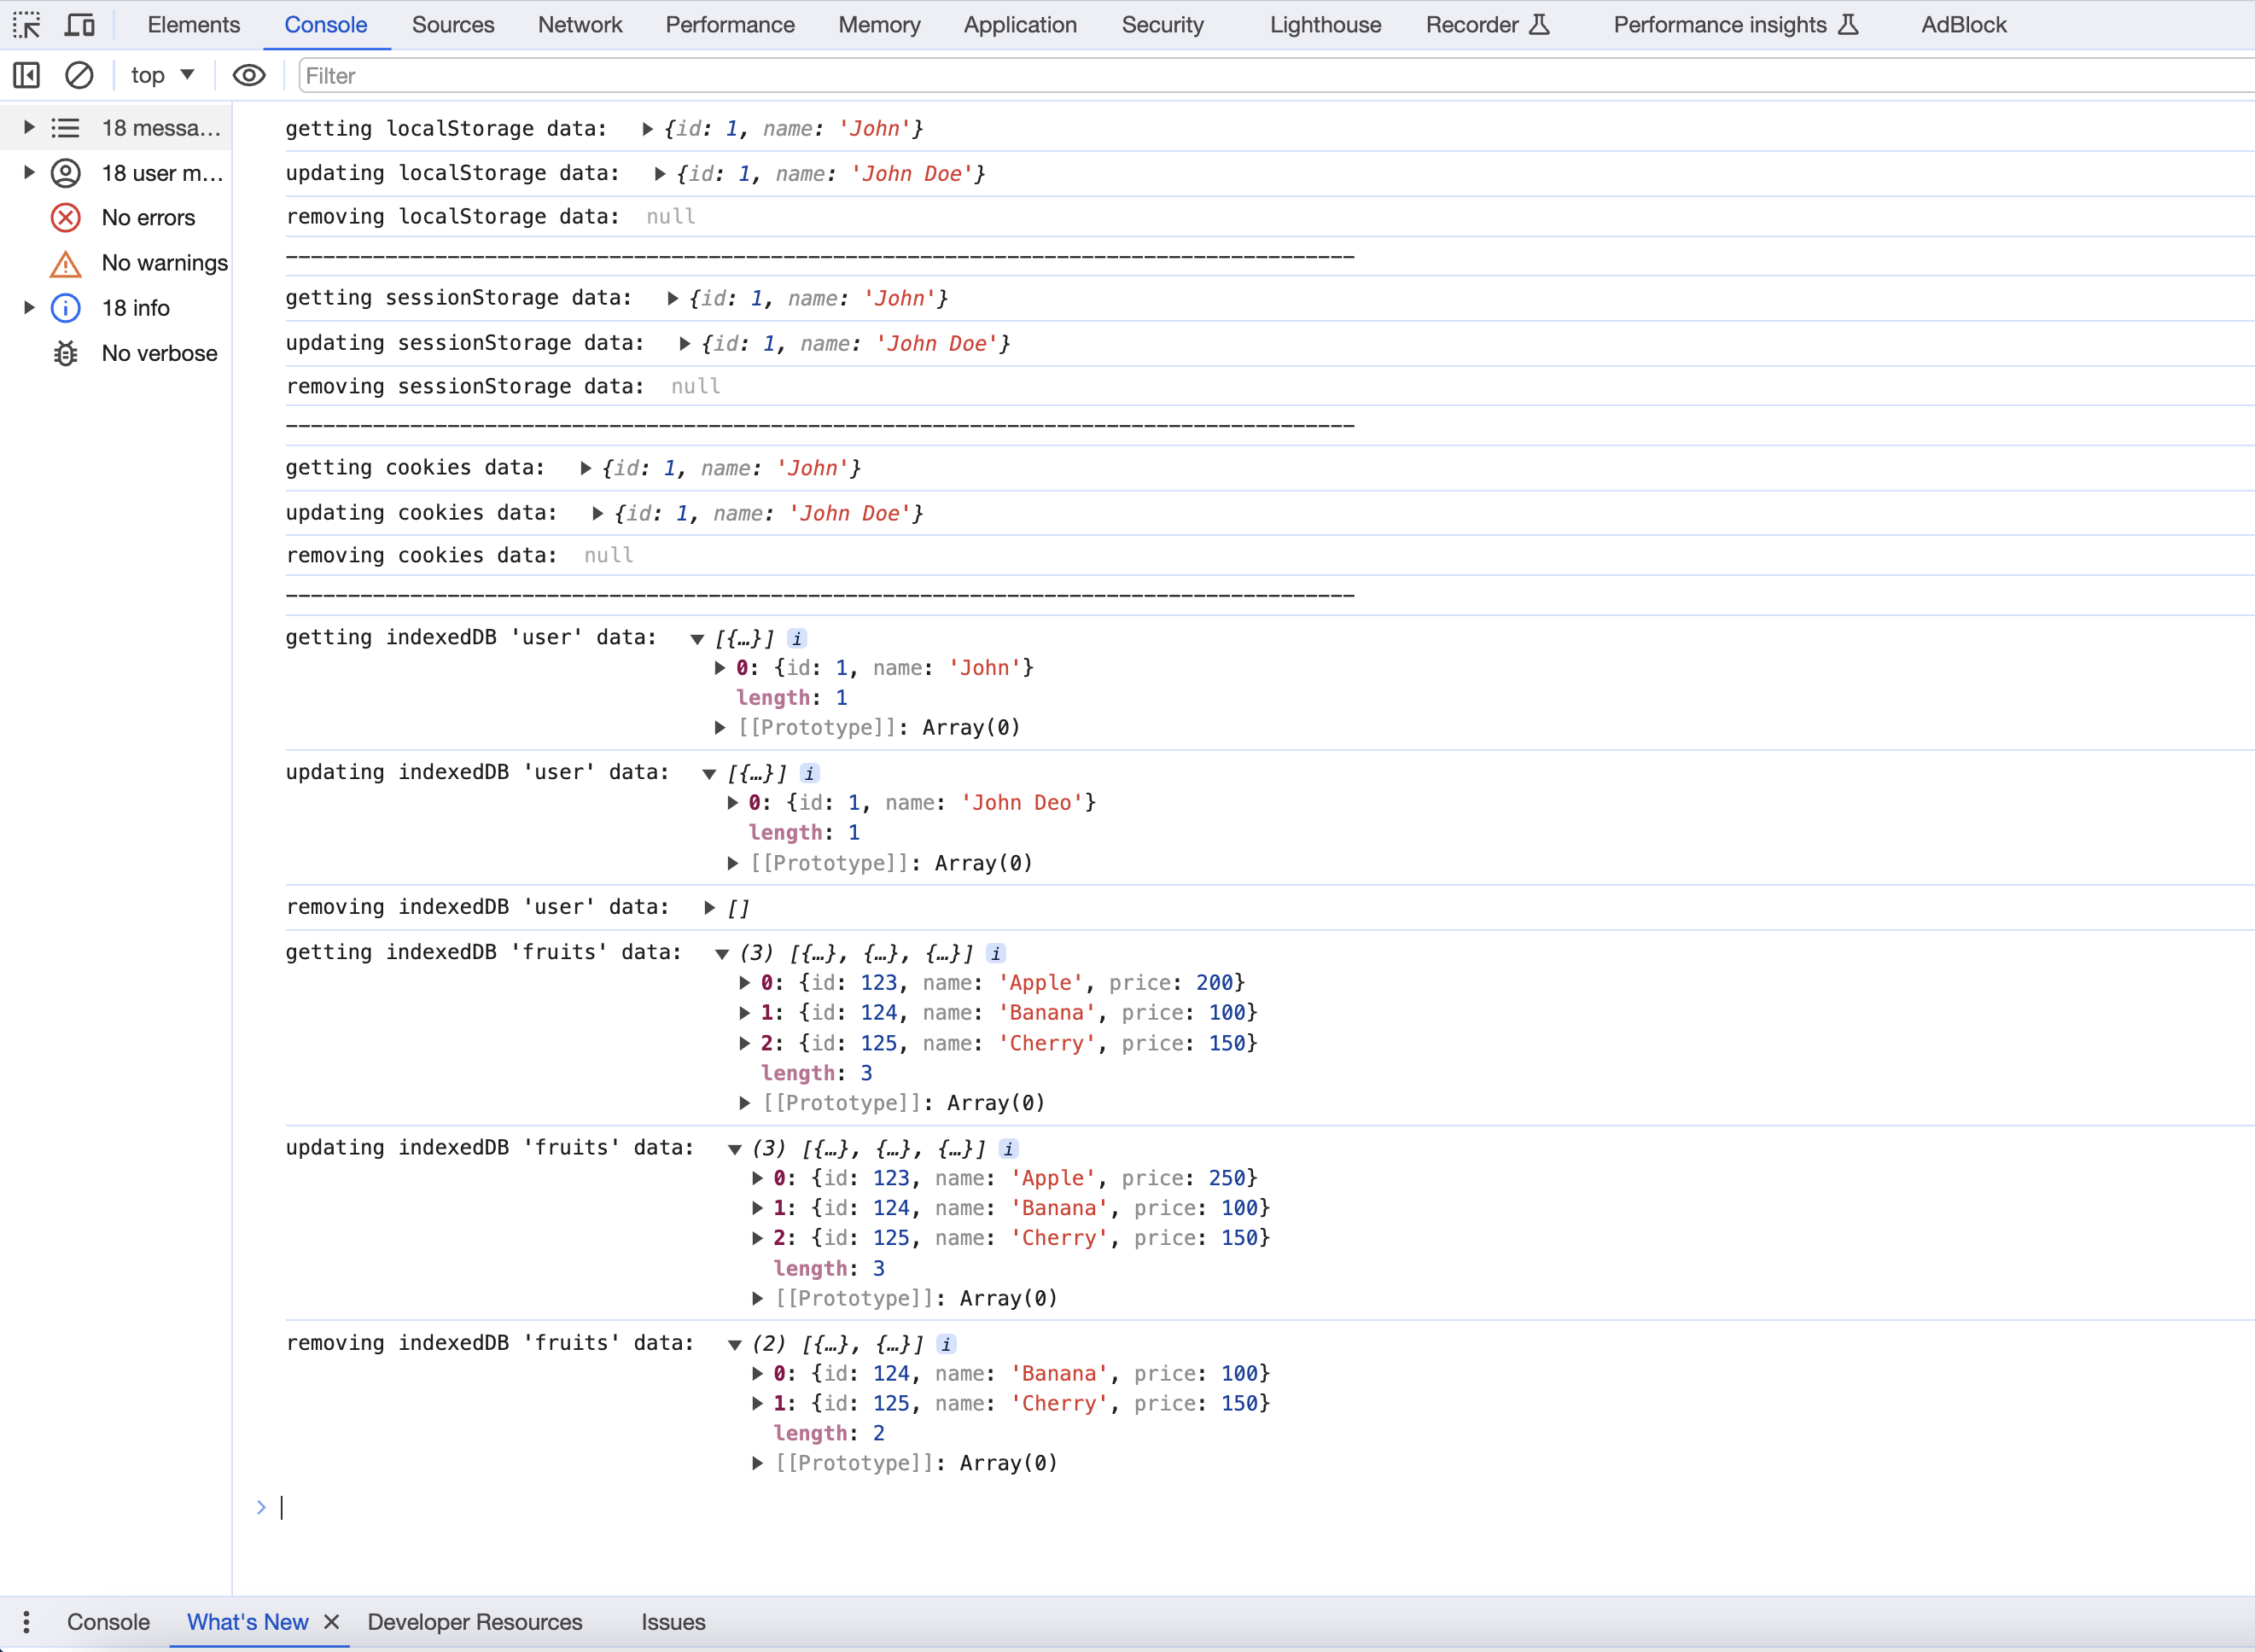 Elements Console Sources Network Performance Memory Application Security Lighthouse Recorder Performance insights AdBlock
top Filter
18 messa...
18 user m...
No errors
No warnings
18 info
No verbose
getting localStorage data: {id: 1, name: 'John'}
updating localStorage data: {id: 1, name: 'John Doe'}
removing localStorage data: null
--------------------------------------------------------------------------------------
getting sessionStorage data: {id: 1, name: 'John'}
updating sessionStorage data: {id: 1, name: 'John Doe'}
removing sessionStorage data: null
--------------------------------------------------------------------------------------
getting cookies data: {id: 1, name: 'John'}
updating cookies data: {id: 1, name: 'John Doe'}
removing cookies data: null
--------------------------------------------------------------------------------------
getting indexedDB 'user' data: [{…}] i
0: {id: 1, name: 'John'}
length: 1
[[Prototype]]: Array(0)
updating indexedDB 'user' data: [{…}] i
0: {id: 1, name: 'John Deo'}
length: 1
[[Prototype]]: Array(0)
removing indexedDB 'user' data: []
getting indexedDB 'fruits' data: (3) [{…}, {…}, {…}] i
0: {id: 123, name: 'Apple', price: 200}
1: {id: 124, name: 'Banana', price: 100}
2: {id: 125, name: 'Cherry', price: 150}
length: 3
[[Prototype]]: Array(0)
updating indexedDB 'fruits' data: (3) [{…}, {…}, {…}] i
0: {id: 123, name: 'Apple', price: 250}
1: {id: 124, name: 'Banana', price: 100}
2: {id: 125, name: 'Cherry', price: 150}
length: 3
[[Prototype]]: Array(0)
removing indexedDB 'fruits' data: (2) [{…}, {…}] i
0: {id: 124, name: 'Banana', price: 100}
1: {id: 125, name: 'Cherry', price: 150}
length: 2
[[Prototype]]: Array(0)
>
Console What's New Developer Resources Issues